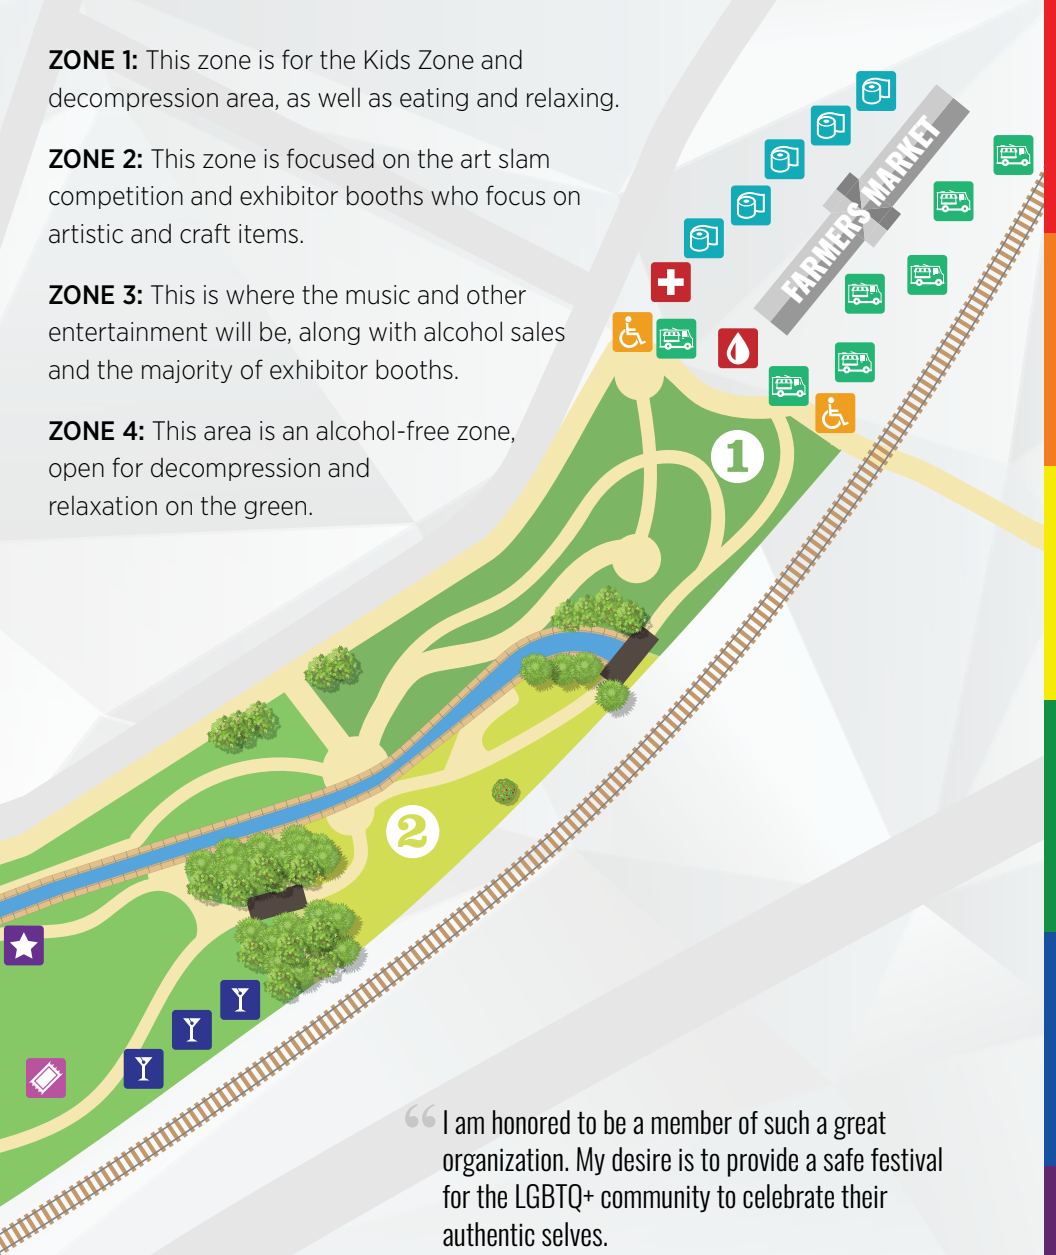 ZONE 1: This zone is for the Kids Zone and
decompression area, as well as eating and relaxing.
ZONE 2: This zone is focused on the art slam
competition and exhibitor booths who focus on
artistic and craft items.
ZONE 3: This is where the music and other
entertainment will be, along with alcohol sales
and the majority of exhibitor booths.
ZONE 4: This area is an alcohol-free zone,
open for decompression and
relaxation on the green.
FARMERS MARKET
1
2
“I am honored to be a member of such a great
organization. My desire is to provide a safe festival
for the LGBTQ+ community to celebrate their
authentic selves.